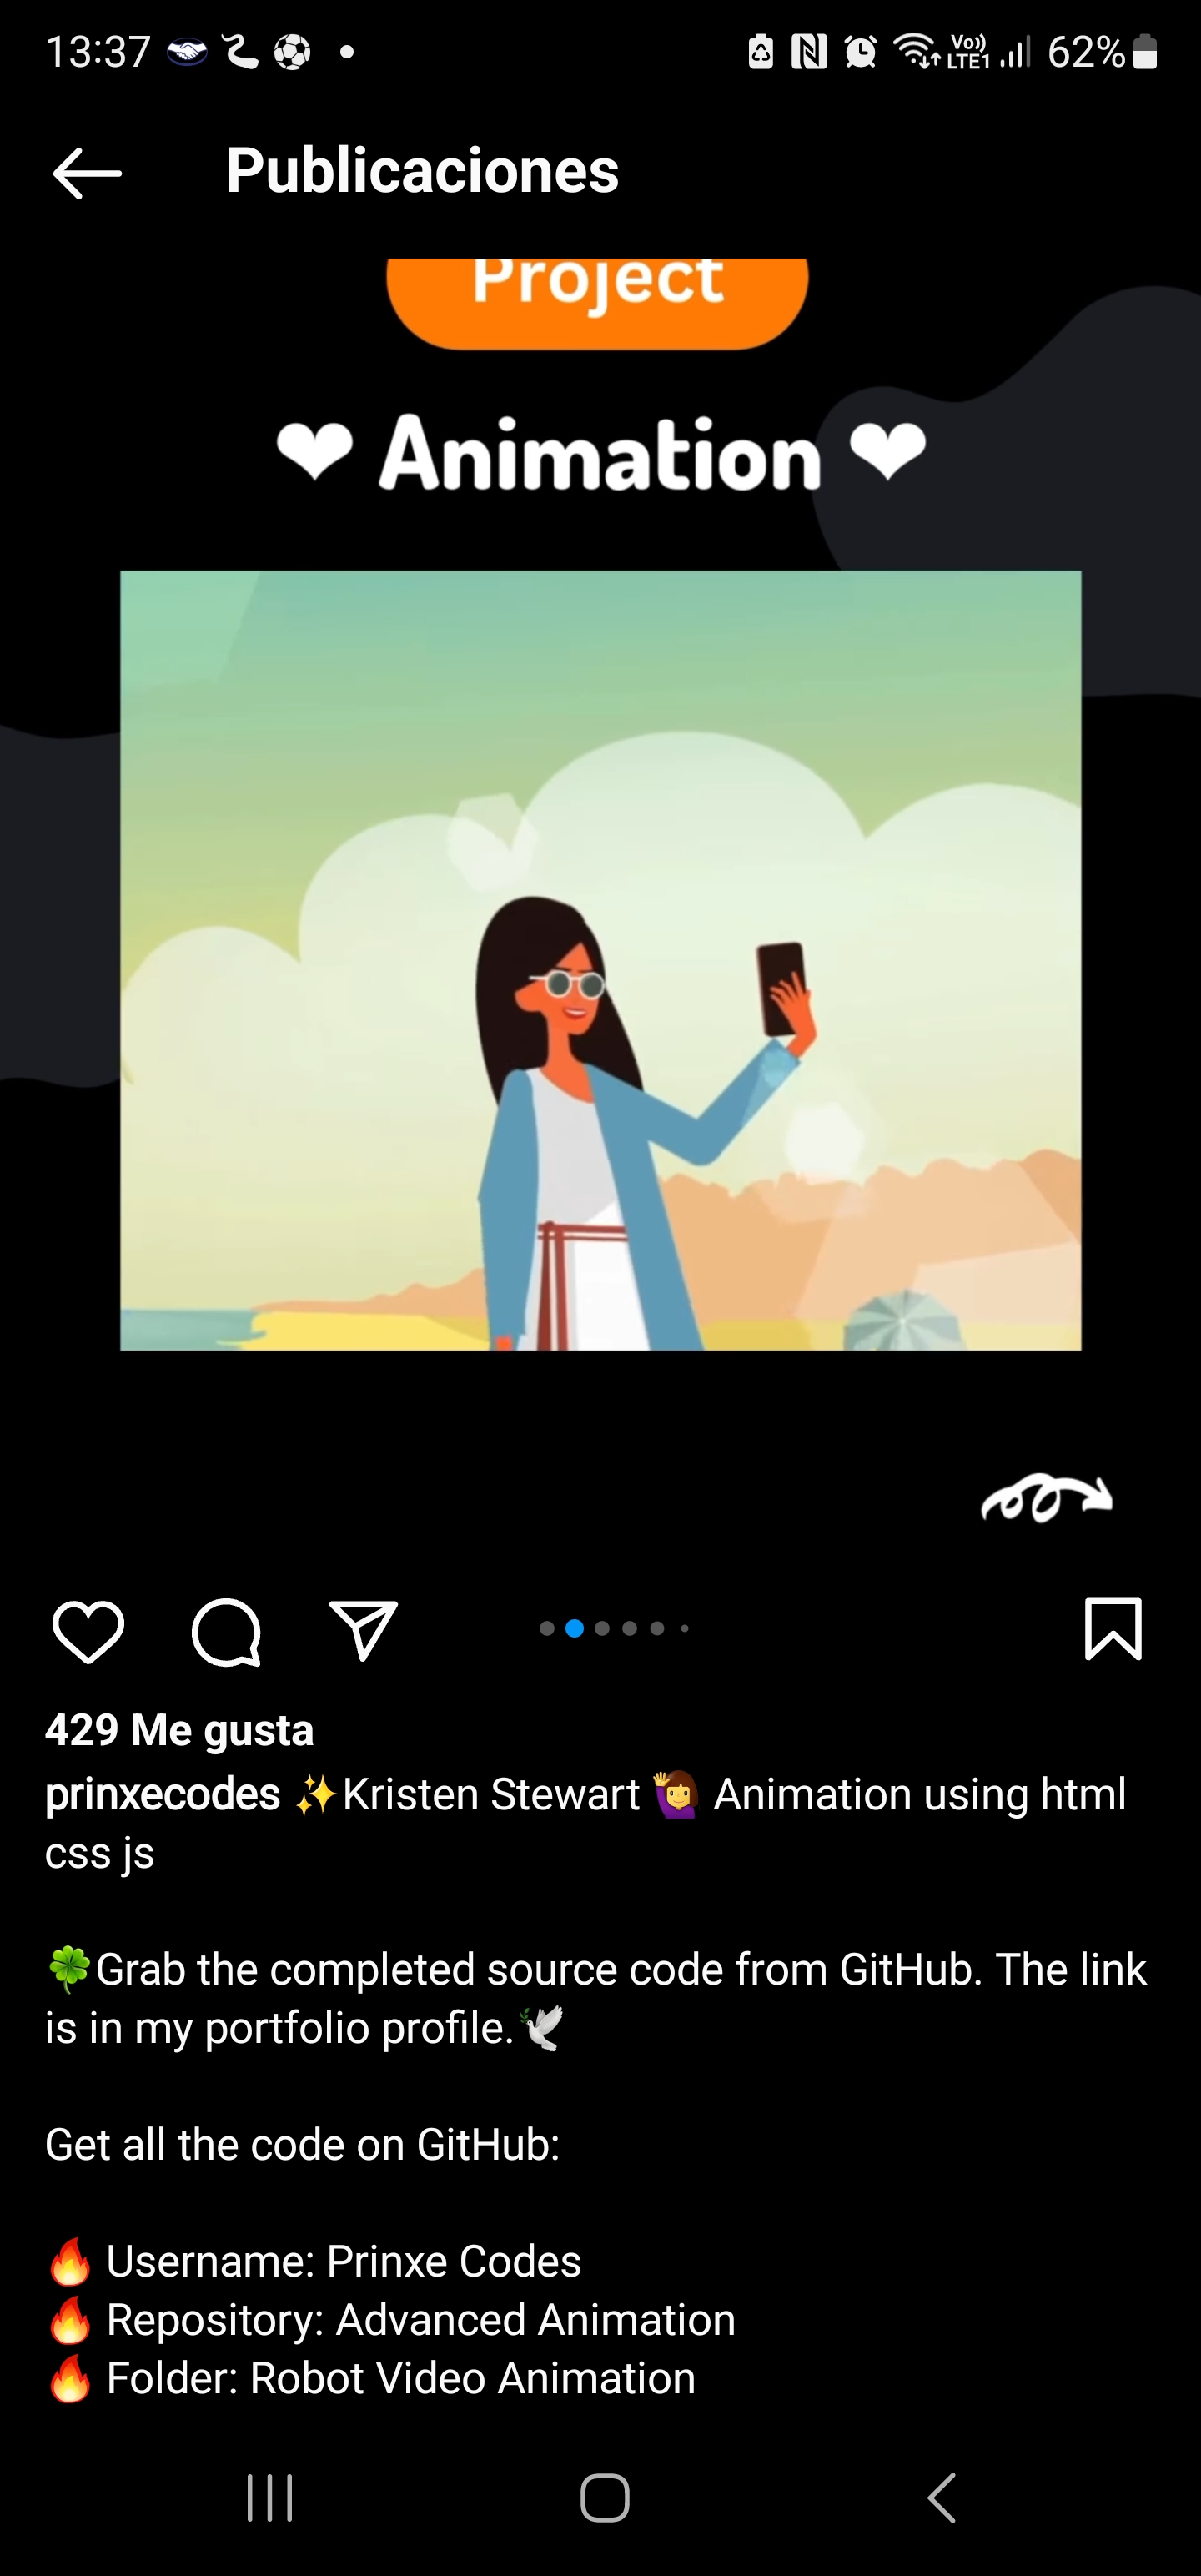 13:37
Vo))
LTE1
62%
Publicaciones
Project
❤ Animation ❤
429 Me gusta
prinxecodes ✨Kristen Stewart 🙋‍♀️ Animation using html
css js
🍀Grab the completed source code from GitHub. The link
is in my portfolio profile.🕊️
Get all the code on GitHub:
🔥 Username: Prinxe Codes
🔥 Repository: Advanced Animation
🔥 Folder: Robot Video Animation